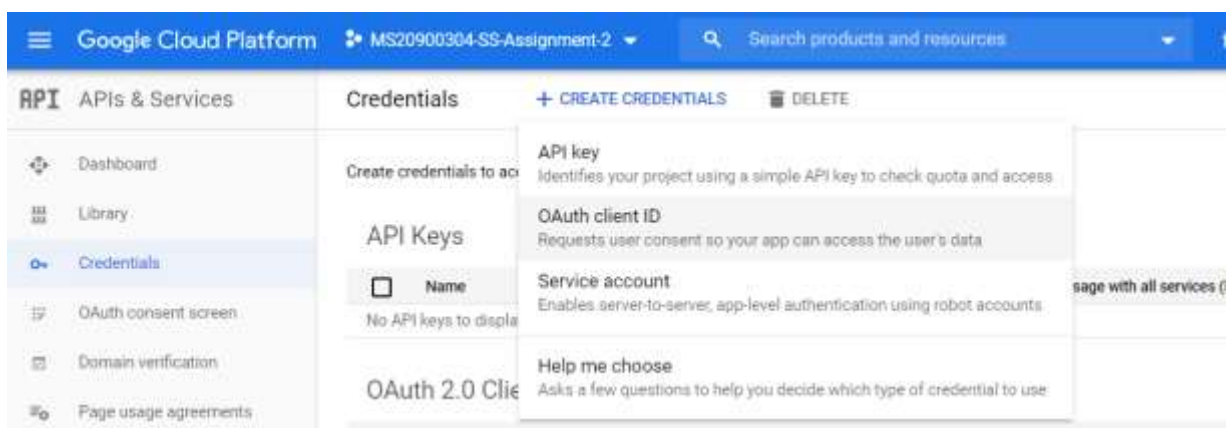 Google Cloud Platform MS20900304-SS-Assignment-2 Search products and resources
API APIs & Services
Credentials + CREATE CREDENTIALS DELETE
Dashboard
Library
Credentials
OAuth consent screen
Domain verification
Page usage agreements
Create credentials to ac
API Keys
Name
sage with all services (
No API keys to displa
OAuth 2.0 Clie
API key
Identifies your project using a simple API key to check quota and access
OAuth client ID
Requests user consent so your app can access the user's data
Service account
Enables server-to-server, app-level authentication using robot accounts
Help me choose
Asks a few questions to help you decide which type of credential to use